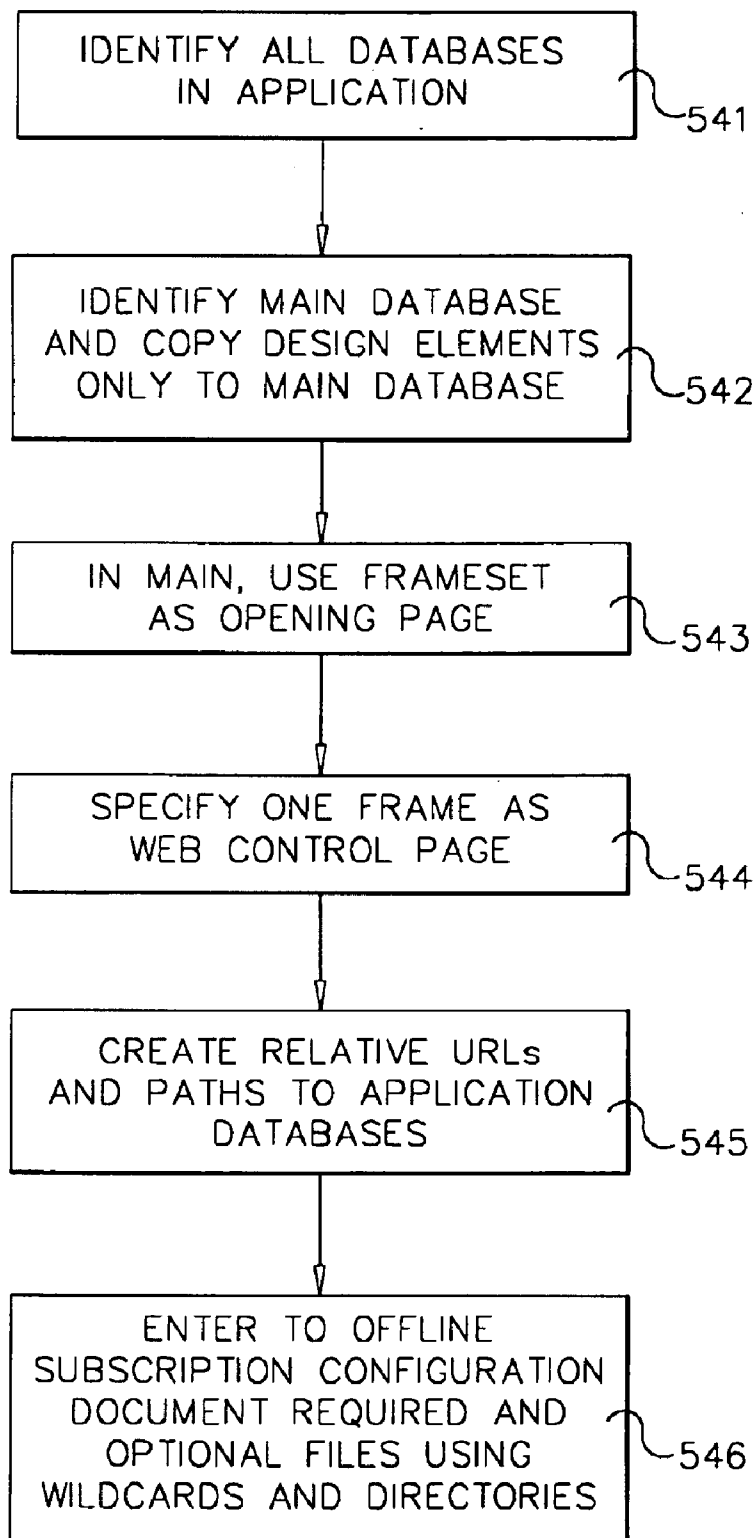 IDENTIFY ALL DATABASES
IN APPLICATION
541
IDENTIFY MAIN DATABASE
AND COPY DESIGN ELEMENTS
ONLY TO MAIN DATABASE
542
IN MAIN, USE FRAMESET
AS OPENING PAGE
543
SPECIFY ONE FRAME AS
WEB CONTROL PAGE
544
CREATE RELATIVE URLs
AND PATHS TO APPLICATION
DATABASES
545
ENTER TO OFFLINE
SUBSCRIPTION CONFIGURATION
DOCUMENT REQUIRED AND
OPTIONAL FILES USING
WILDCARDS AND DIRECTORIES
546